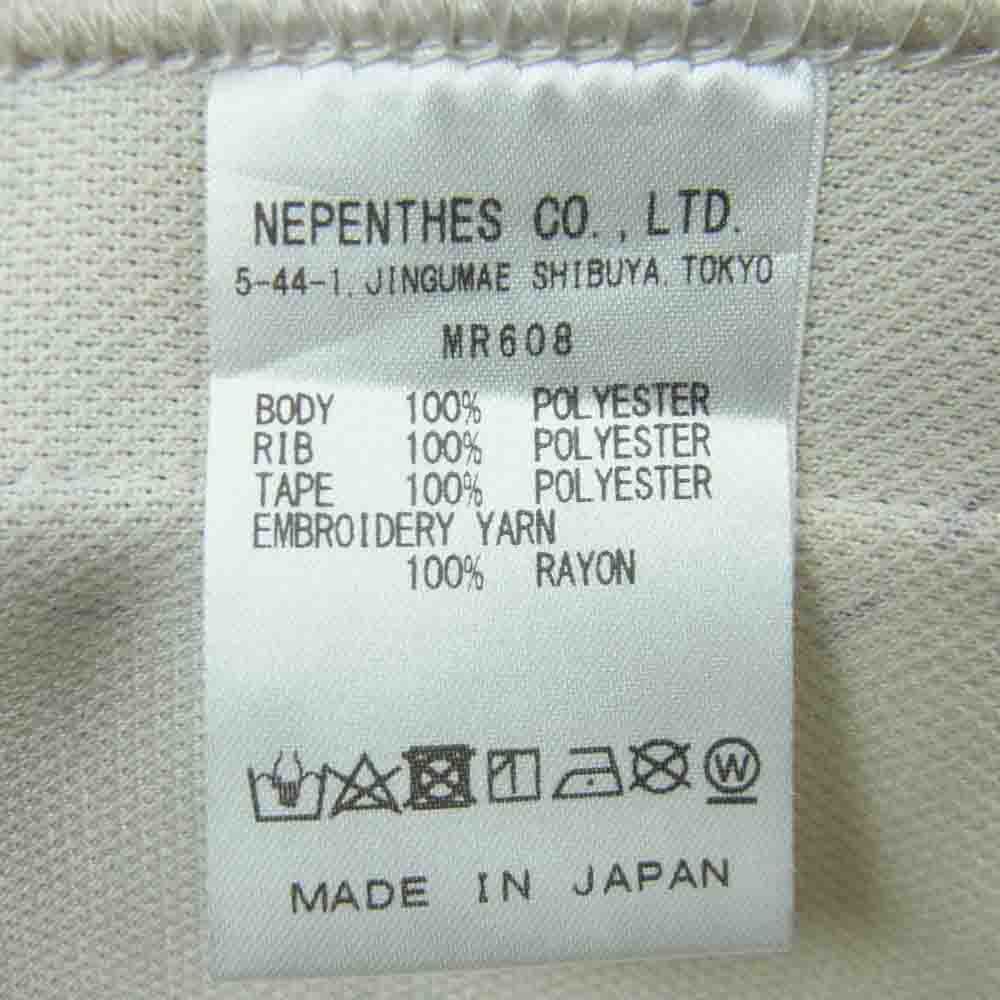 NEPENTHES CO., LTD.
5-44-1, JINGUMAE SHIBUYA, TOKYO
MR608
BODY 100% POLYESTER
RIB 100% POLYESTER
TAPE 100% POLYESTER
EMBROIDERY YARN
100% RAYON
W
MADE IN JAPAN